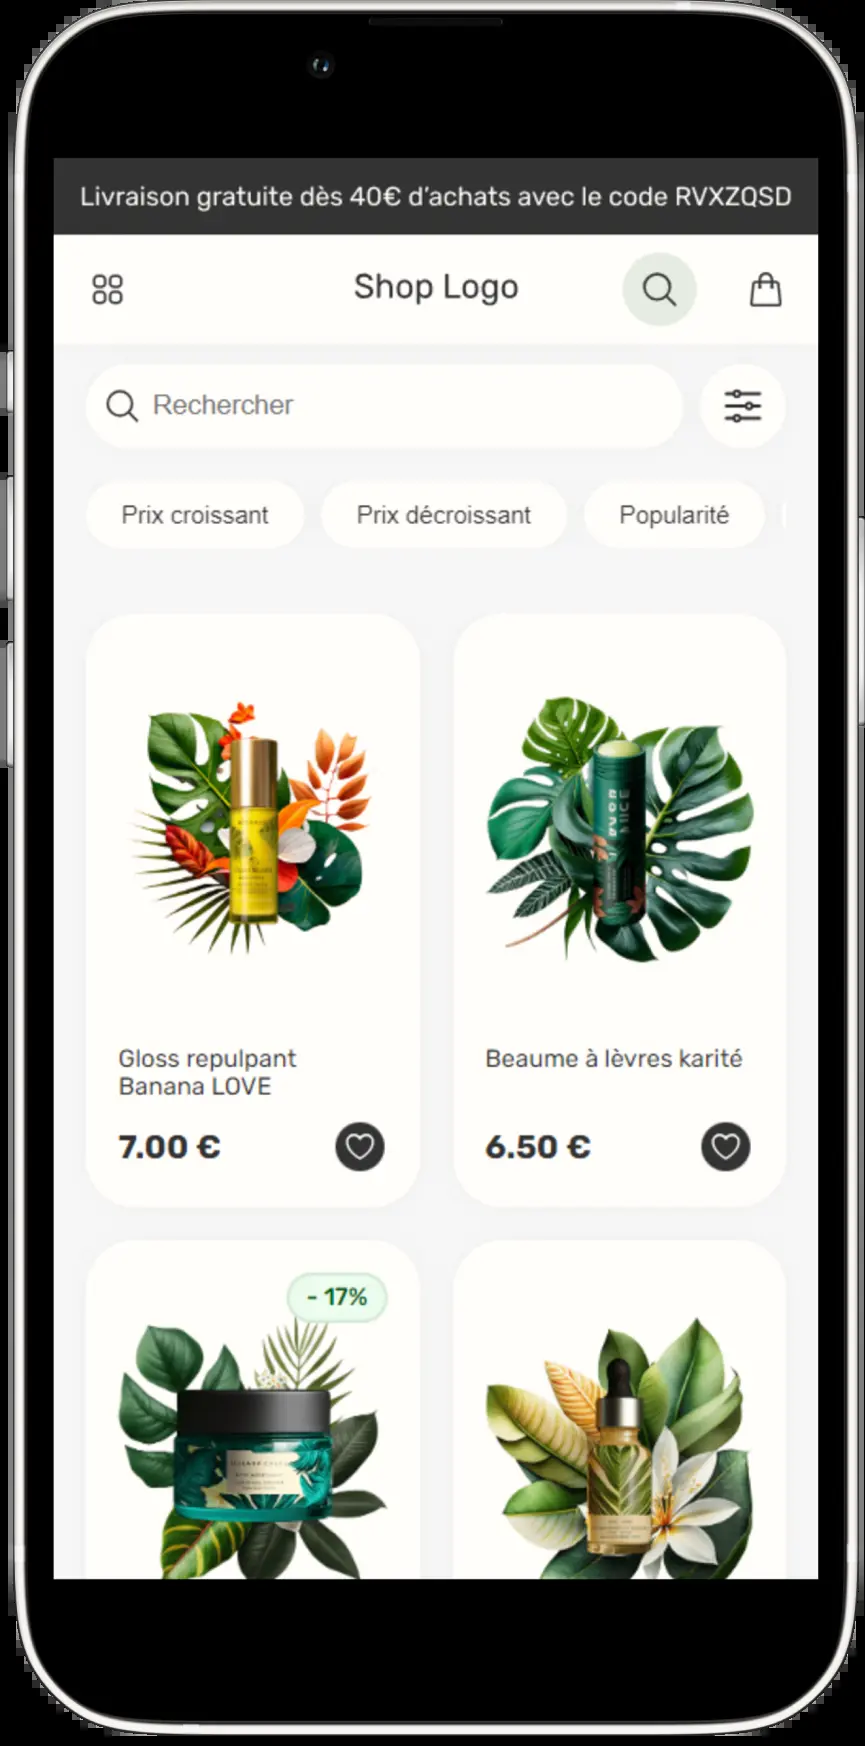 Livraison gratuite dès 40€ d'achats avec le code RVXZQSD
Shop Logo
Rechercher
Prix croissant
Prix décroissant
Popularité
Gloss repulpant
Banana LOVE
7.00 €
Beaume à lèvres karité
6.50 €
- 17%